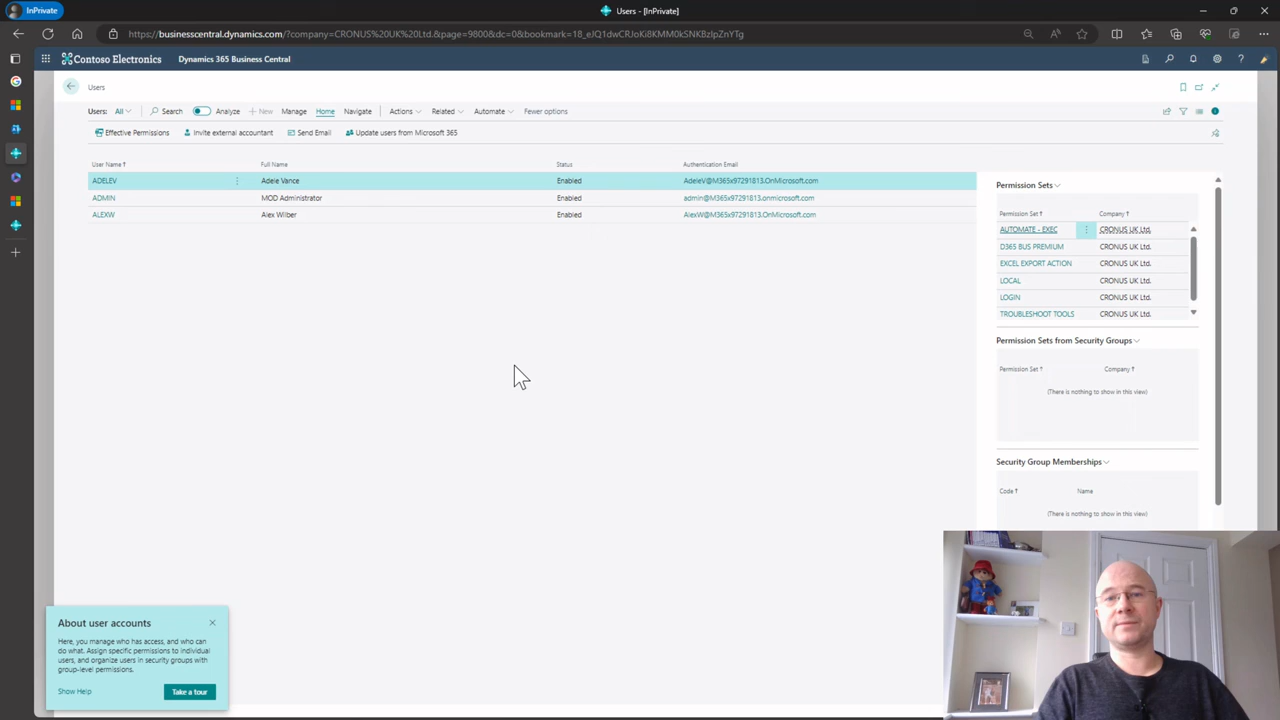 InPrivate
Users - [InPrivate]
https://businesscentral.dynamics.com/?company=CRONUS%20UK%20Ltd.&page=9800&dc=0&bookmark=18_eJQ1dwCRJoKi8KMM0kSNKBzlpZnYTg
Contoso Electronics
Dynamics 365 Business Central
Users
Users: All
Search
Analyze
New
Manage
Home
Navigate
Actions
Related
Automate
Fewer options
Effective Permissions
Invite external accountant
Send Email
Update users from Microsoft 365
User Name ↑ Full Name Status Authentication Email
ADELEV Adele Vance Enabled AdeleV@M365x97291813.OnMicrosoft.com
ADMIN MOD Administrator Enabled admin@M365x97291813.onmicrosoft.com
ALEXW Alex Wilber Enabled AlexW@M365x97291813.OnMicrosoft.com
Permission Sets
Permission Set ↑ Company ↑
AUTOMATE - EXEC CRONUS UK Ltd.
D365 BUS PREMIUM CRONUS UK Ltd.
EXCEL EXPORT ACTION CRONUS UK Ltd.
LOCAL CRONUS UK Ltd.
LOGIN CRONUS UK Ltd.
TROUBLESHOOT TOOLS CRONUS UK Ltd.
Permission Sets from Security Groups
Permission Set ↑ Company ↑
(There is nothing to show in this view)
Security Group Memberships
Code ↑ Name
(There is nothing to show in this view)
About user accounts
Here, you manage who has access, and who can
do what. Assign specific permissions to individual
users, and organize users in security groups with
group-level permissions.
Show Help
Take a tour